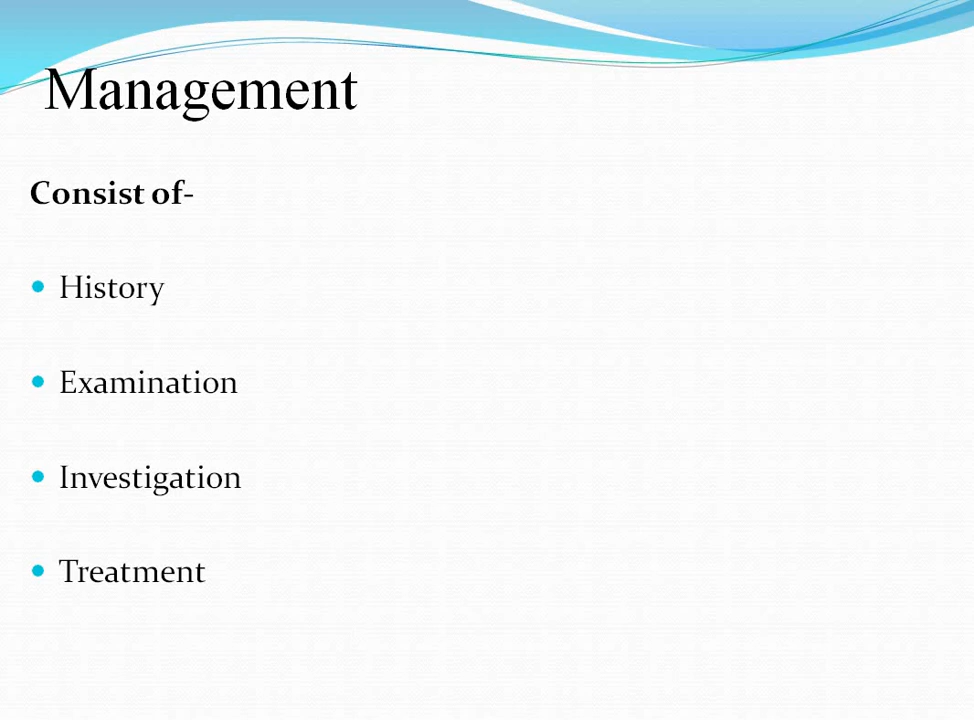 Management
Consist of-
History
Examination
Investigation
Treatment